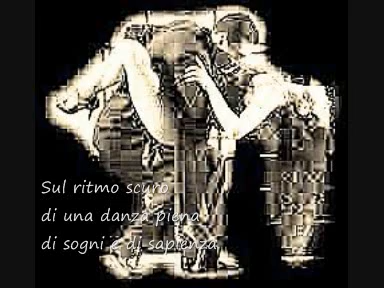 Sul ritmo scuro
di una danza piena
di sogni e di sapienza